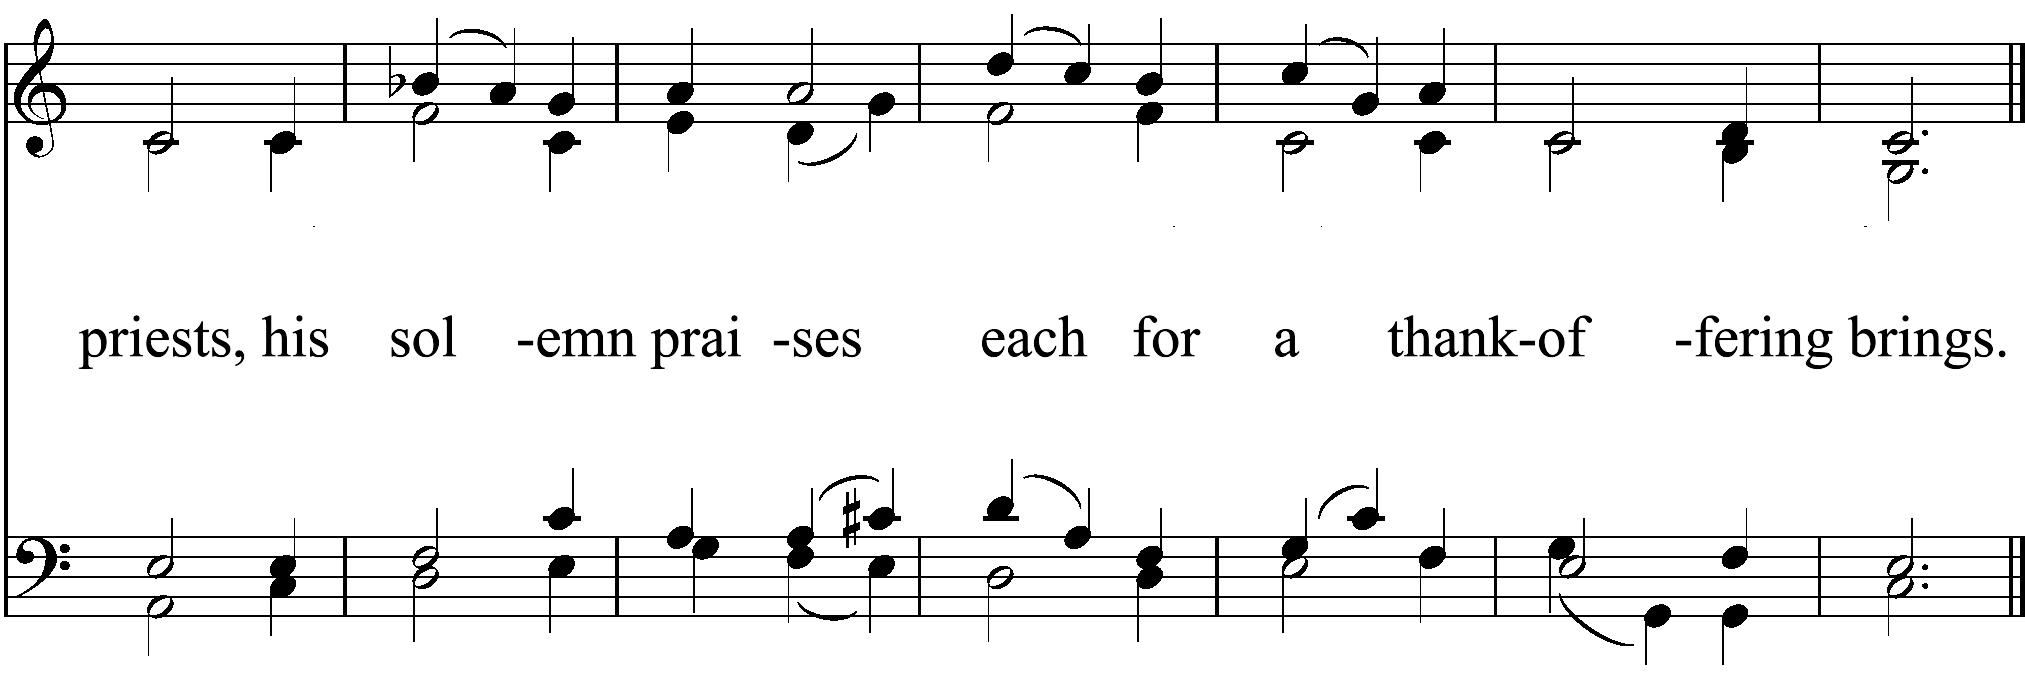 priests, his sol -emn prai -ses each for a thank-of -fering brings.